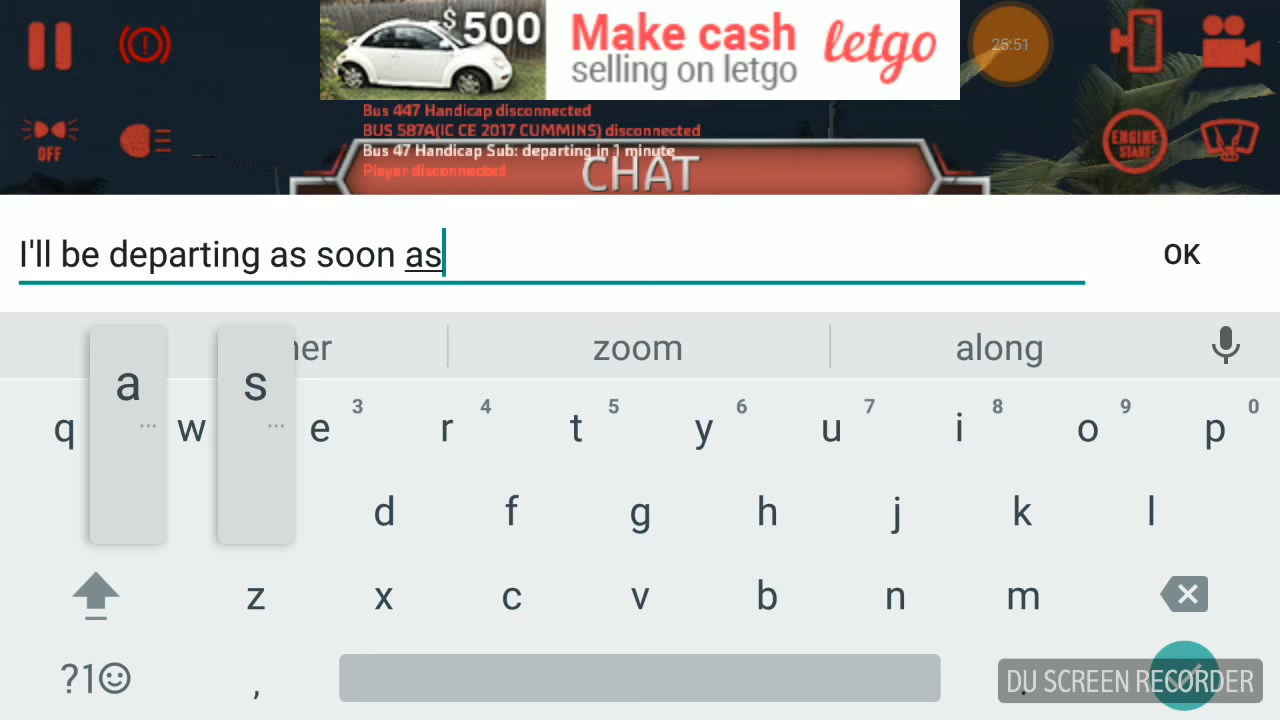 $500
Make cash
selling on letgo
letgo
25:51
OFF
ENGINE
START
Bus 447 Handicap disconnected
BUS 587A(IC CE 2017 CUMMINS) disconnected
Bus 47 Handicap Sub: departing in 1 minute
Player disconnected
CHAT
I'll be departing as soon as
OK
zoom
along
q w e 3 r 4 t 5 y 6 u 7 i 8 o 9 p 0
a s d f g h j k l
z x c v b n m
?1 ,
DU SCREEN RECORDER